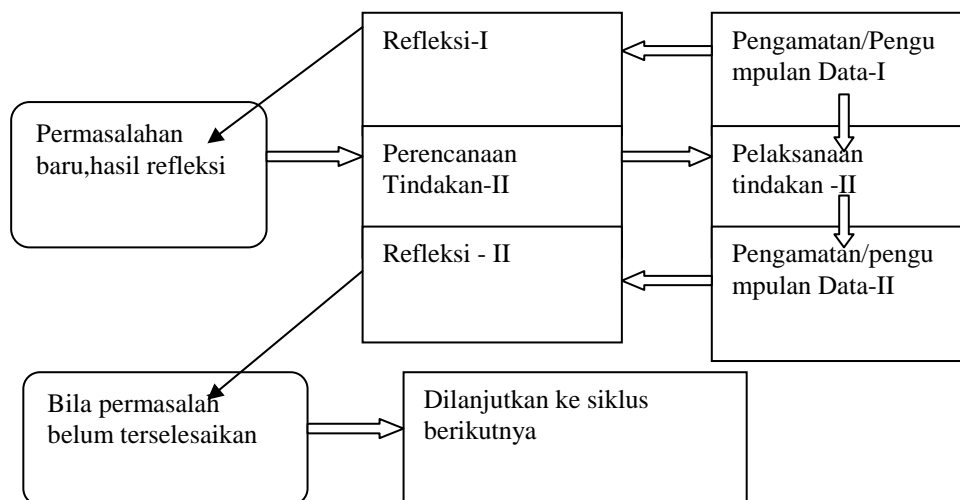 Refleksi-I
Pengamatan/Pengu
mpulan Data-I
Permasalahan
baru,hasil refleksi
Perencanaan
Tindakan-II
Pelaksanaan
tindakan -II
Refleksi - II
Pengamatan/pengu
mpulan Data-II
Bila permasalah
belum terselesaikan
Dilanjutkan ke siklus
berikutnya